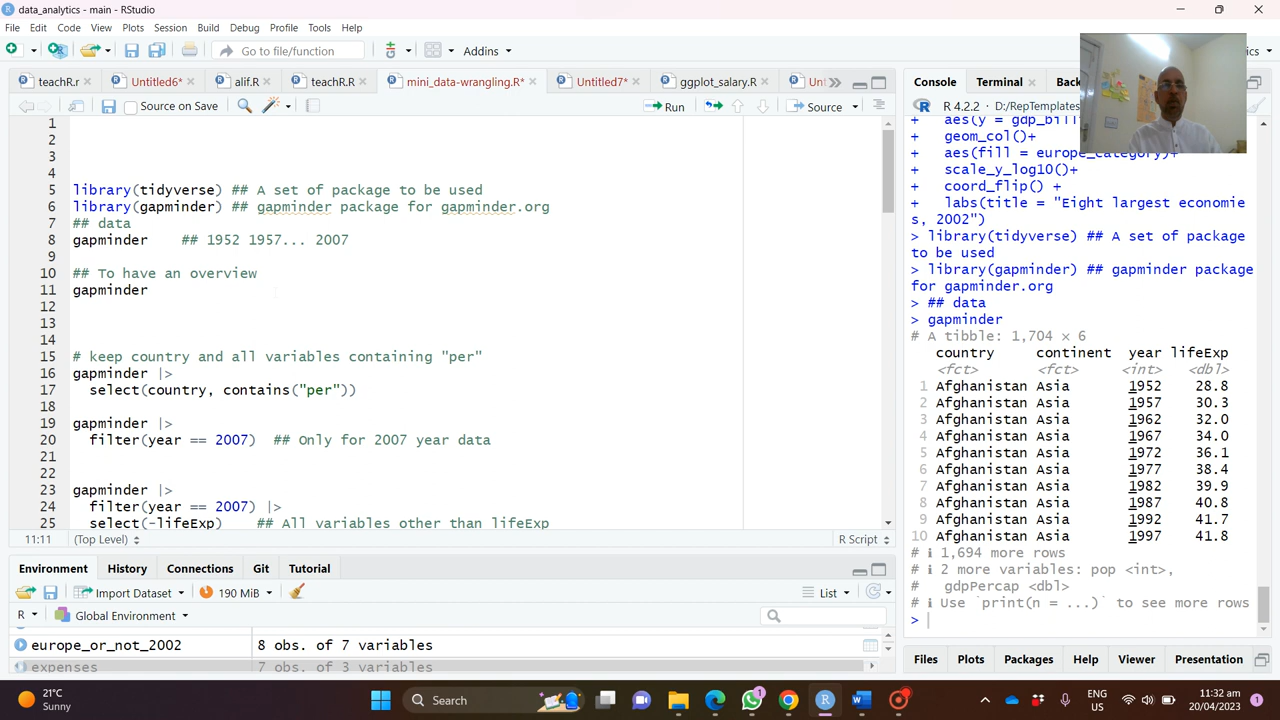 data_analytics - main - RStudio
File Edit Code View Plots Session Build Debug Profile Tools Help
Go to file/function Addins
teachR.r Untitled6* alif.R teachR.R mini_data-wrangling.R* Untitled7* ggplot_salary.R
Source on Save Run Source
1
2
3
4
5 library(tidyverse) ## A set of package to be used
6 library(gapminder) ## gapminder package for gapminder.org
7 ## data
8 gapminder ## 1952 1957... 2007
9
10 ## To have an overview
11 gapminder
12
13
14
15 # keep country and all variables containing "per"
16 gapminder |>
17 select(country, contains("per"))
18
19 gapminder |>
20 filter(year == 2007) ## Only for 2007 year data
21
22
23 gapminder |>
24 filter(year == 2007) |>
25 select(-lifeExp) ## All variables other than lifeExp
11:11 (Top Level) R Script
Environment History Connections Git Tutorial
Import Dataset 190 MiB List
R Global Environment
europe_or_not_2002 8 obs. of 7 variables
expenses 7 obs. of 3 variables
Console Terminal
R 4.2.2 · D:/RepTemplates
+ aes(y = gdp_bill
+ geom_col()+
+ aes(fill = europe_category)+
+ scale_y_log10()+
+ coord_flip() +
+ labs(title = "Eight largest economie
s, 2002")
> library(tidyverse) ## A set of package to be used
> library(gapminder) ## gapminder package for gapminder.org
> ## data
> gapminder
# A tibble: 1,704 × 6
country continent year lifeExp
<fct> <fct> <int> <dbl>
1 Afghanistan Asia 1952 28.8
2 Afghanistan Asia 1957 30.3
3 Afghanistan Asia 1962 32.0
4 Afghanistan Asia 1967 34.0
5 Afghanistan Asia 1972 36.1
6 Afghanistan Asia 1977 38.4
7 Afghanistan Asia 1982 39.9
8 Afghanistan Asia 1987 40.8
9 Afghanistan Asia 1992 41.7
10 Afghanistan Asia 1997 41.8
# ℹ 1,694 more rows
# ℹ 2 more variables: pop <int>,
# gdpPercap <dbl>
# ℹ Use `print(n = ...)` to see more rows
>
Files Plots Packages Help Viewer Presentation
21°C
Sunny
Search
ENG
US
11:32 am
20/04/2023
1